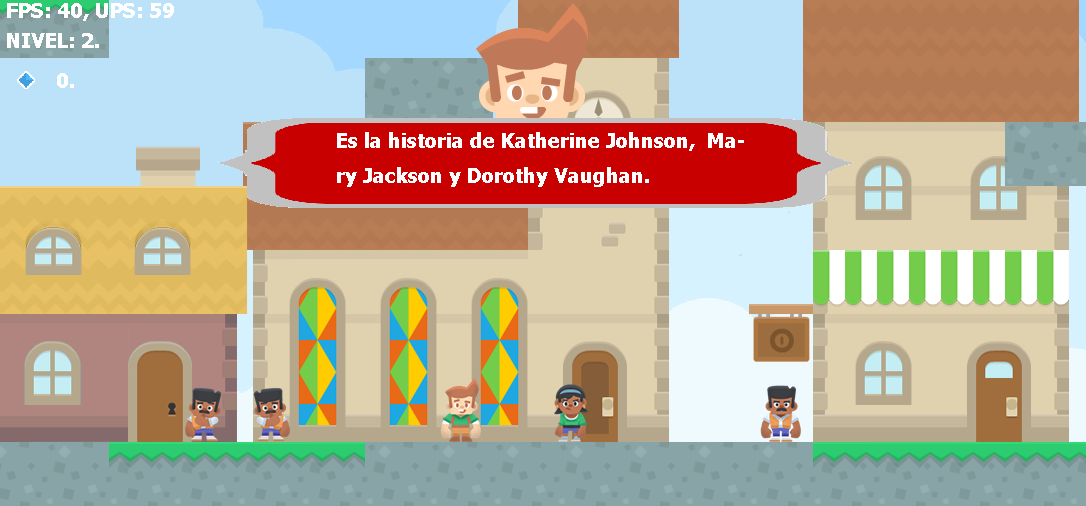 FPS: 40, UPS: 59
NIVEL: 2.
0.
Es la historia de Katherine Johnson,  Ma-
ry Jackson y Dorothy Vaughan.